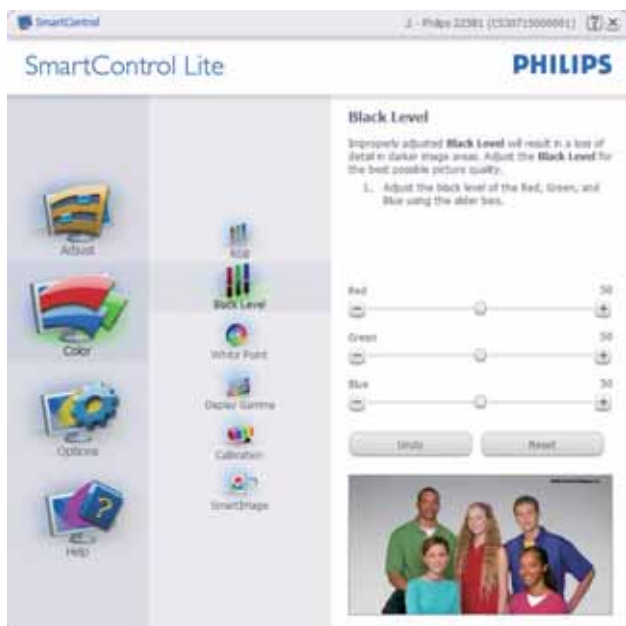 SmartControl
SmartControl Lite
PHILIPS
Black Level
Improperly adjusted Black Level will result in a loss of
detail in darker image areas. Adjust the Black Level for
the best possible picture quality.
1. Adjust the black level of the Red, Green, and
Blue using the slider bars.
Adjust
Color
Options
Help
RGB
Black Level
White Point
Display Gamma
Calibration
SmartImage
Red 50
Green 50
Blue 50
Undo Reset